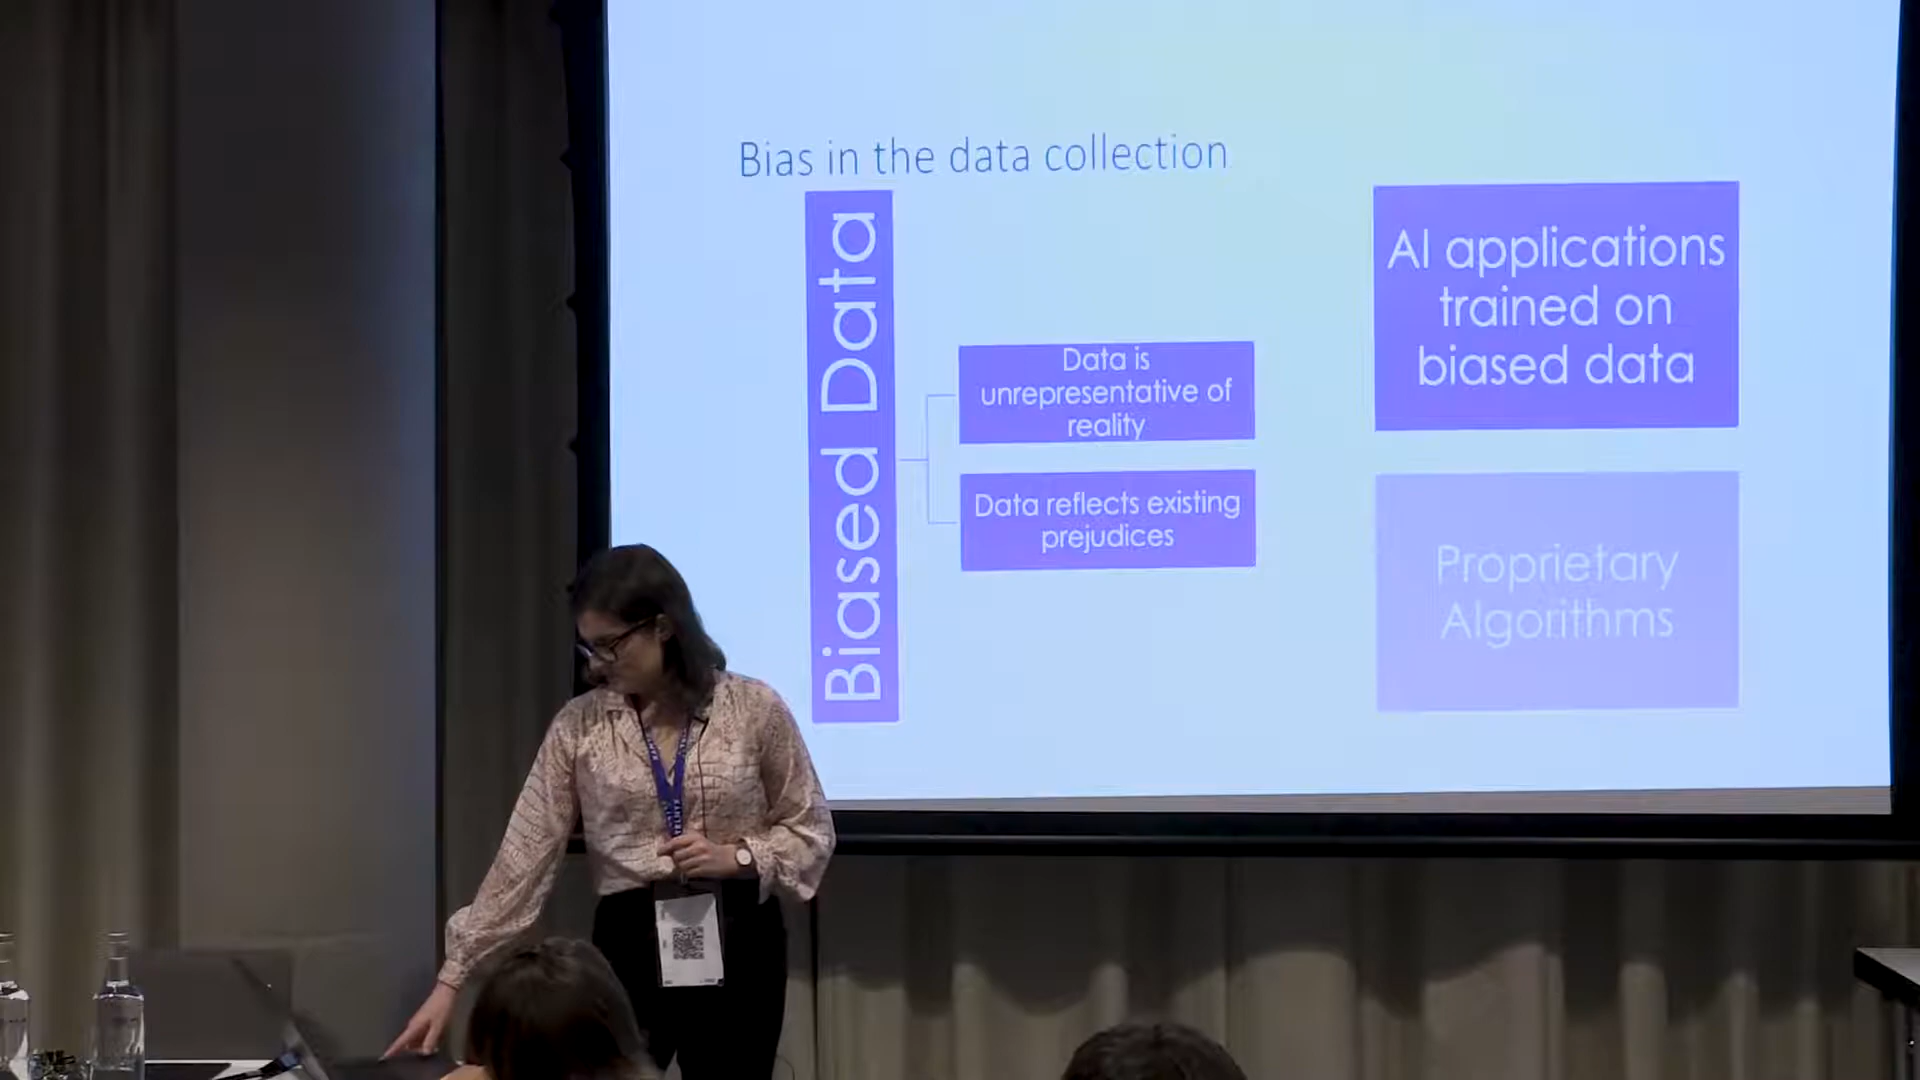 Bias in the data collection
Biased Data
Data is
unrepresentative of
reality
Data reflects existing
prejudices
AI applications
trained on
biased data
Proprietary
Algorithms